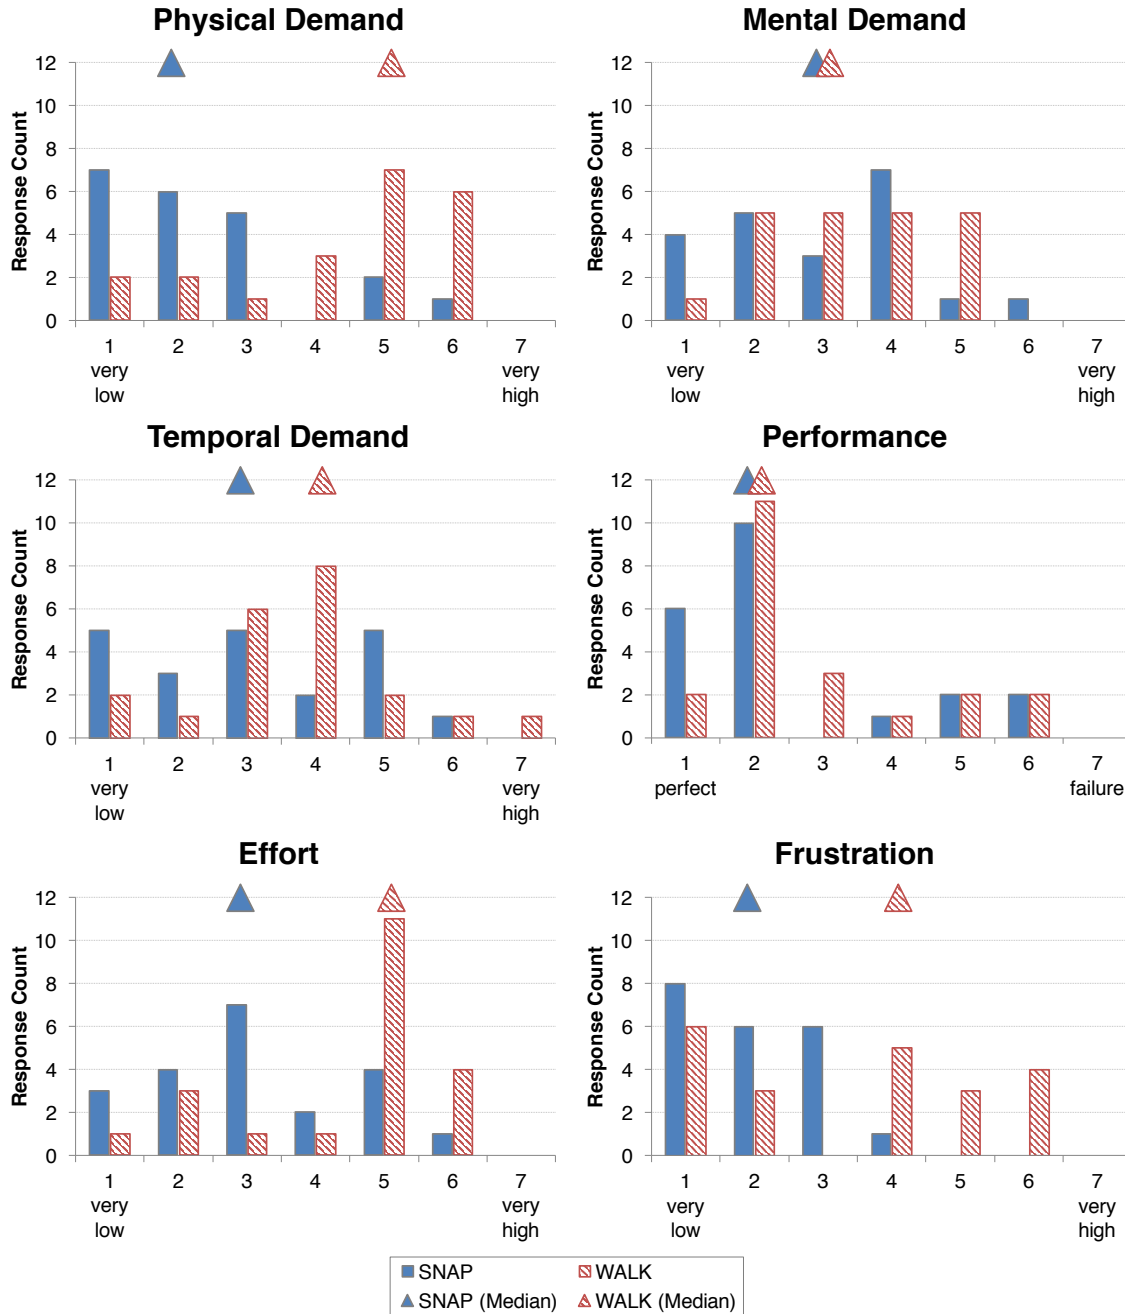 Physical Demand
Response Count
12
10
8
6
4
2
0
1 2 3 4 5 6 7
very very
low high
Mental Demand
Response Count
12
10
8
6
4
2
0
1 2 3 4 5 6 7
very very
low high
Temporal Demand
Response Count
12
10
8
6
4
2
0
1 2 3 4 5 6 7
very very
low high
Performance
Response Count
12
10
8
6
4
2
0
1 2 3 4 5 6 7
perfect failure
Effort
Response Count
12
10
8
6
4
2
0
1 2 3 4 5 6 7
very very
low high
Frustration
Response Count
12
10
8
6
4
2
0
1 2 3 4 5 6 7
very very
low high
SNAP WALK
SNAP (Median) WALK (Median)